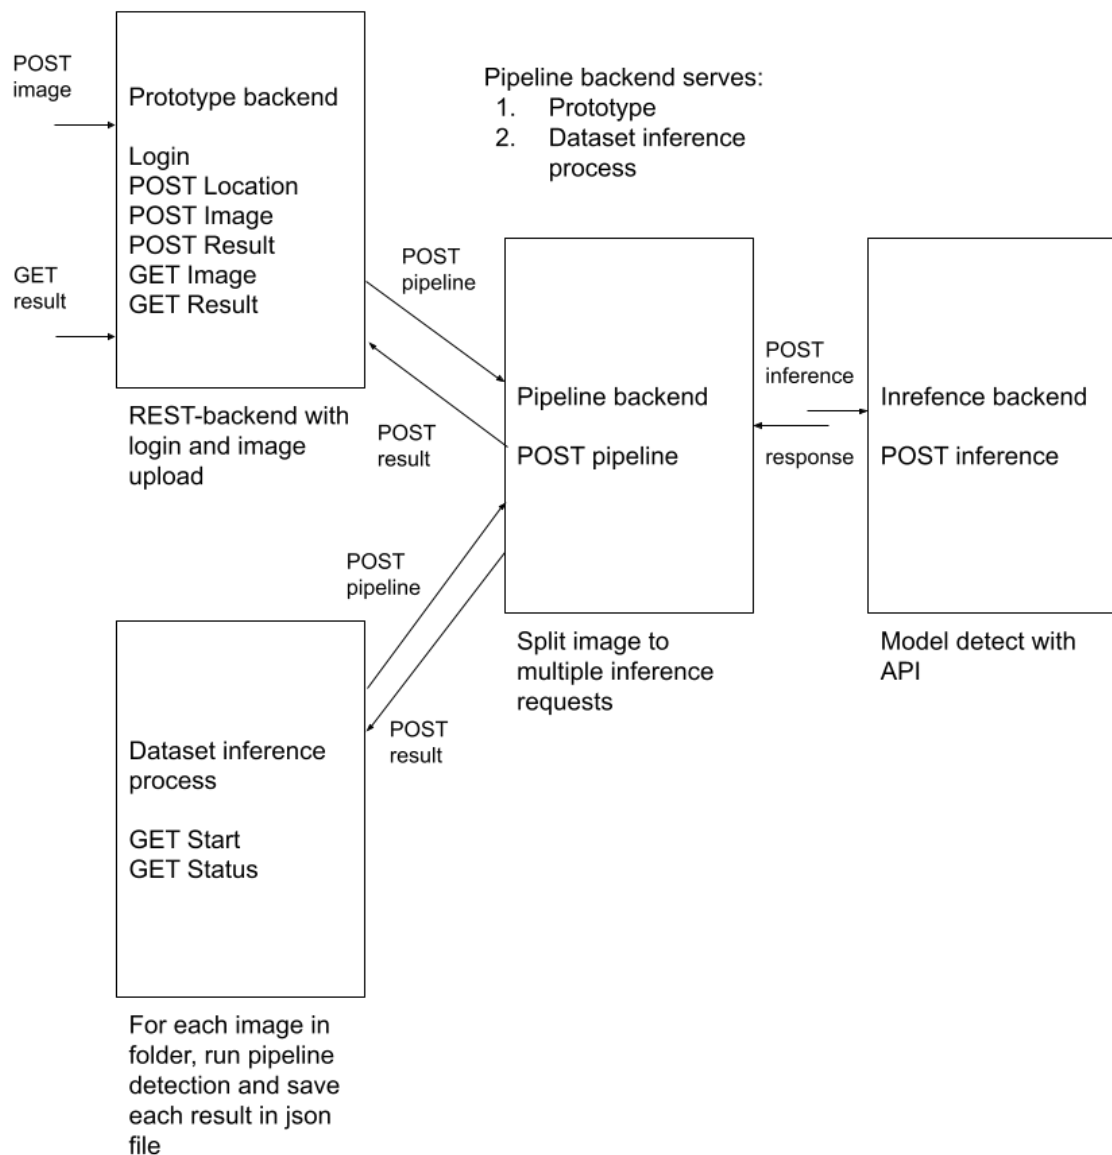 POST
image
Prototype backend
Login
POST Location
POST Image
POST Result
GET Image
GET Result
GET
result
REST-backend with
login and image
upload
Pipeline backend serves:
1. Prototype
2. Dataset inference
process
POST
pipeline
POST
result
Pipeline backend
POST pipeline
Split image to
multiple inference
requests
POST
inference
response
Inrefence backend
POST inference
Model detect with
API
POST
pipeline
POST
result
Dataset inference
process
GET Start
GET Status
For each image in
folder, run pipeline
detection and save
each result in json
file